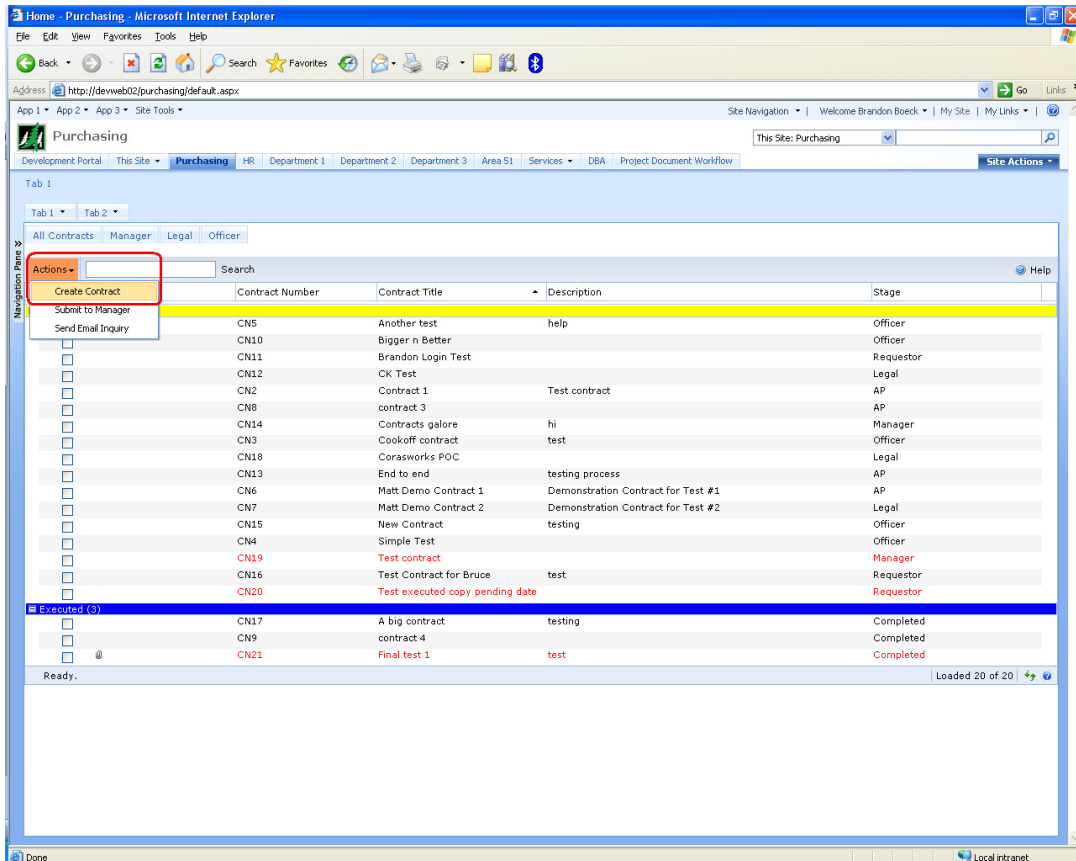 Home - Purchasing - Microsoft Internet Explorer
File Edit View Favorites Tools Help
Back Search Favorites
Address http://devweb02/purchasing/default.aspx Go Links
App 1 App 2 App 3 Site Tools Site Navigation | Welcome Brandon Boeck | My Site | My Links |
Purchasing This Site: Purchasing
Development Portal This Site Purchasing HR Department 1 Department 2 Department 3 Area 51 Services DBA Project Document Workflow Site Actions
Tab 1
Tab 1 Tab 2
All Contracts Manager Legal Officer
Navigation Pane »
Actions Search Help
Create Contract
Submit to Manager
Send Email Inquiry
Contract Number Contract Title Description Stage
CN5 Another test help Officer
CN10 Bigger n Better Officer
CN11 Brandon Login Test Requestor
CN12 CK Test Legal
CN2 Contract 1 Test contract AP
CN8 contract 3 AP
CN14 Contracts galore hi Manager
CN3 Cookoff contract test Officer
CN18 Corasworks POC Legal
CN13 End to end testing process AP
CN6 Matt Demo Contract 1 Demonstration Contract for Test #1 AP
CN7 Matt Demo Contract 2 Demonstration Contract for Test #2 Legal
CN15 New Contract testing Officer
CN4 Simple Test Officer
CN19 Test contract Manager
CN16 Test Contract for Bruce test Requestor
CN20 Test executed copy pending date Requestor
Executed (3)
CN17 A big contract testing Completed
CN9 contract 4 Completed
CN21 Final test 1 test Completed
Ready. Loaded 20 of 20
Done Local intranet